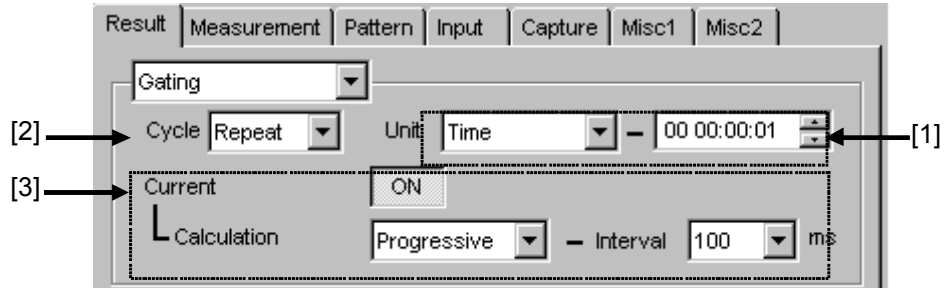 Result Measurement Pattern Input Capture Misc1 Misc2
Gating
[2] Cycle Repeat Unit Time – 00 00:00:01 [1]
[3] Current ON
Calculation Progressive – Interval 100 ms